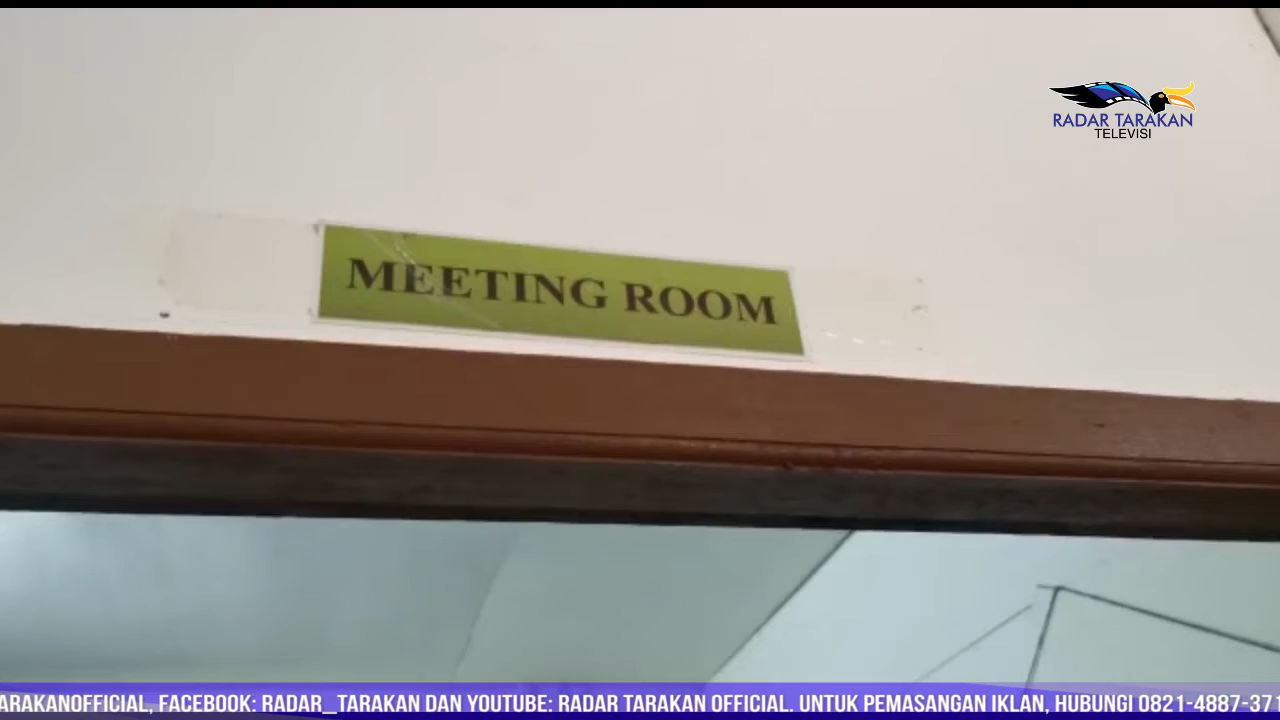 RADAR TARAKAN
TELEVISI
MEETING ROOM
ARAKANOFFICIAL, FACEBOOK: RADAR_TARAKAN DAN YOUTUBE: RADAR TARAKAN OFFICIAL. UNTUK PEMASANGAN IKLAN, HUBUNGI 0821-4887-371